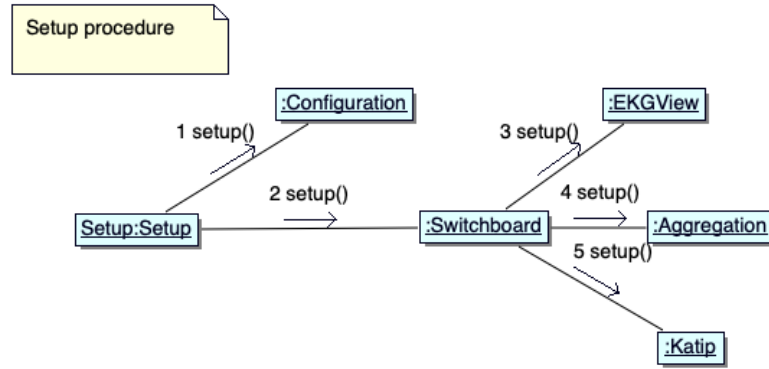 Setup procedure
:Configuration
:EKGView
1 setup()
3 setup()
2 setup()
4 setup()
Setup:Setup
:Switchboard
:Aggregation
5 setup()
:Katip